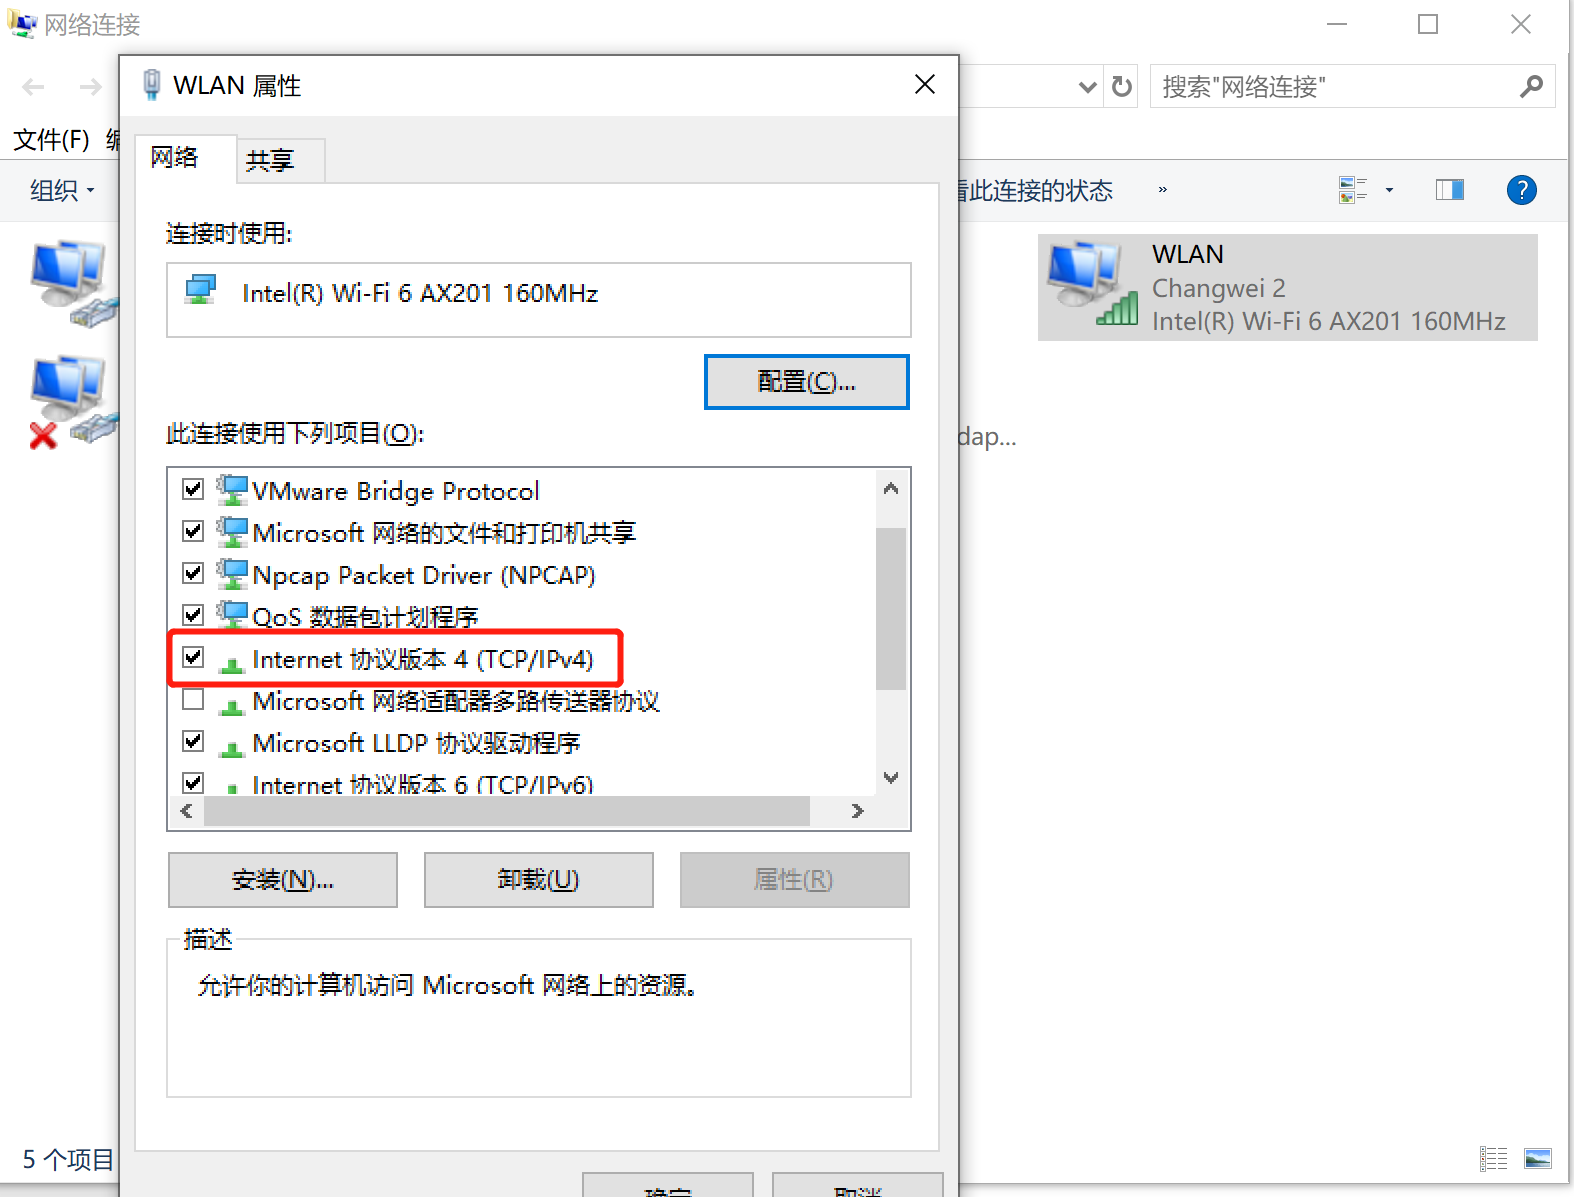 网络连接
WLAN 属性
搜索"网络连接"
文件(F)
网络
共享
组织
看此连接的状态
»
连接时使用:
Intel(R) Wi-Fi 6 AX201 160MHz
WLAN
Changwei 2
Intel(R) Wi-Fi 6 AX201 160MHz
配置(C)...
此连接使用下列项目(O):
dap...
VMware Bridge Protocol
Microsoft 网络的文件和打印机共享
Npcap Packet Driver (NPCAP)
QoS 数据包计划程序
Internet 协议版本 4 (TCP/IPv4)
Microsoft 网络适配器多路传送器协议
Microsoft LLDP 协议驱动程序
Internet 协议版本 6 (TCP/IPv6)
安装(N)...
卸载(U)
属性(R)
描述
允许你的计算机访问 Microsoft 网络上的资源。
5 个项目
确定
取消